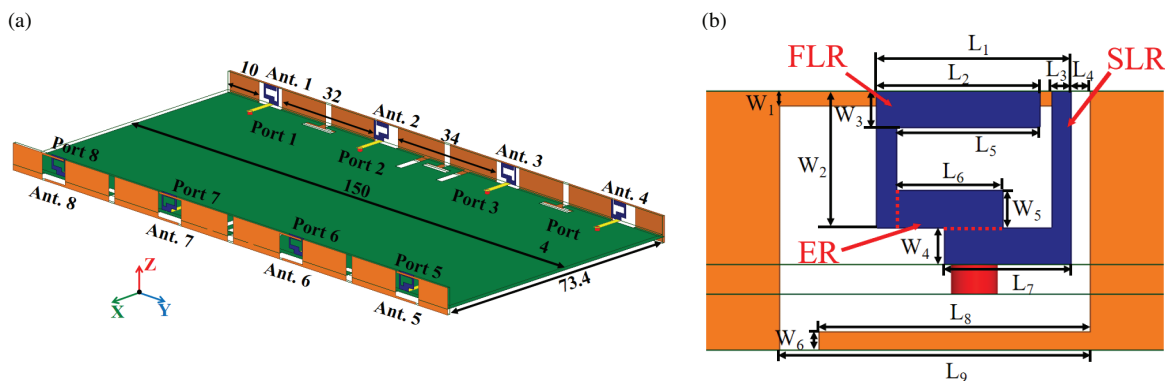 (a)
10 Ant. 1 32 Ant. 2 34 Ant. 3 Ant. 4
Port 1 Port 2 Port 3 Port 4
150
73.4
Port 8 Port 7 Port 6 Port 5
Ant. 8 Ant. 7 Ant. 6 Ant. 5
Z
X Y
(b)
L1
FLR L2 L3 L4 SLR
W1 W3
L5
W2 L6
W5
ER W4
L7
L8
W6
L9